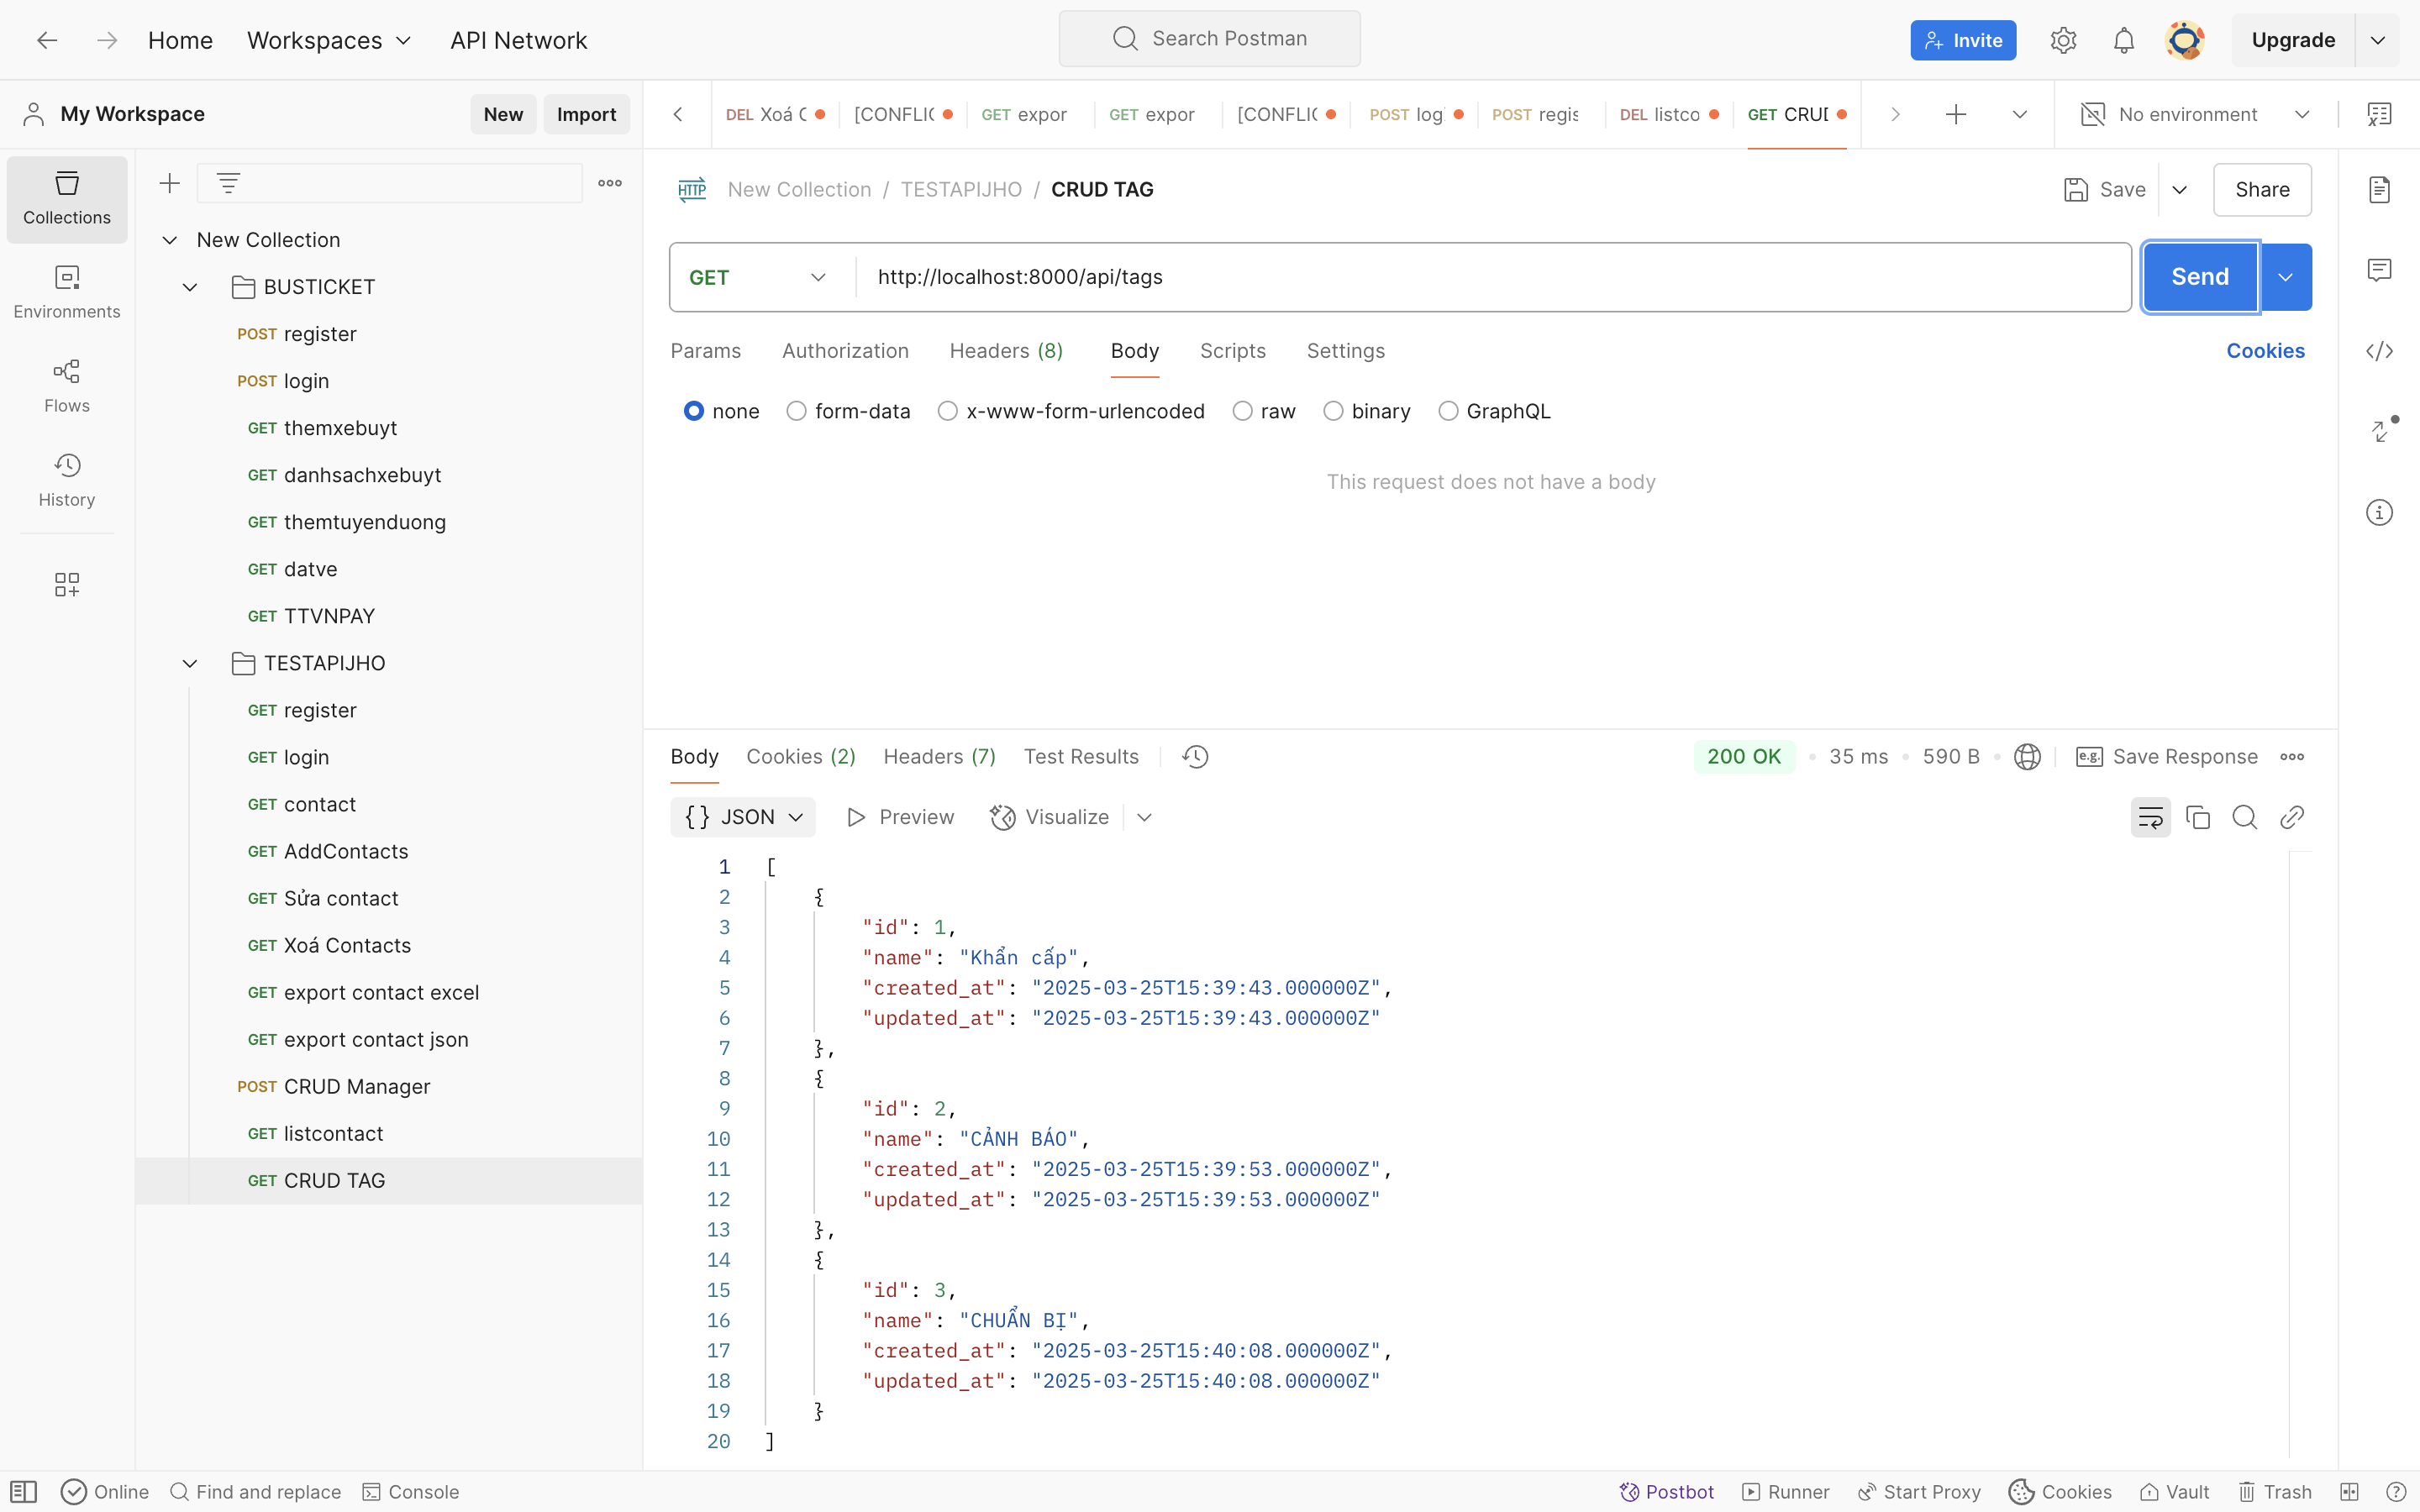 Home Workspaces API Network
Search Postman
Invite
Upgrade
My Workspace
New
Import
DEL Xoá C
[CONFLI
GET expor
GET expor
[CONFLI
POST log
POST regis
DEL listco
GET CRU
No environment
Collections
Environments
Flows
History
New Collection
BUSTICKET
POST register
POST login
GET themxebuyt
GET danhsachxebuyt
GET themtuyenduong
GET datve
GET TTVNPAY
TESTAPIJHO
GET register
GET login
GET contact
GET AddContacts
GET Sửa contact
GET Xoá Contacts
GET export contact excel
GET export contact json
POST CRUD Manager
GET listcontact
GET CRUD TAG
HTTP New Collection / TESTAPIJHO / CRUD TAG
Save
Share
GET http://localhost:8000/api/tags
Send
Params Authorization Headers (8) Body Scripts Settings
Cookies
none form-data x-www-form-urlencoded raw binary GraphQL
This request does not have a body
Body Cookies (2) Headers (7) Test Results
200 OK • 35 ms • 590 B •
e.g. Save Response
{} JSON Preview Visualize
1 [
2 {
3 "id": 1,
4 "name": "Khẩn cấp",
5 "created_at": "2025-03-25T15:39:43.000000Z",
6 "updated_at": "2025-03-25T15:39:43.000000Z"
7 },
8 {
9 "id": 2,
10 "name": "CẢNH BÁO",
11 "created_at": "2025-03-25T15:39:53.000000Z",
12 "updated_at": "2025-03-25T15:39:53.000000Z"
13 },
14 {
15 "id": 3,
16 "name": "CHUẨN BỊ",
17 "created_at": "2025-03-25T15:40:08.000000Z",
18 "updated_at": "2025-03-25T15:40:08.000000Z"
19 }
20 ]
Online Find and replace Console
Postbot Runner Start Proxy Cookies Vault Trash